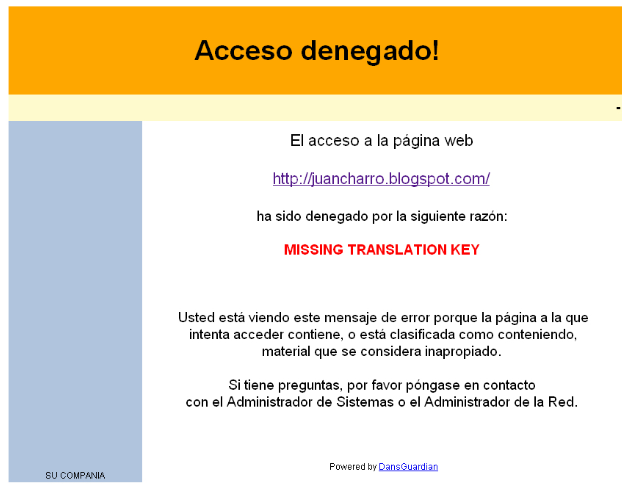 Acceso denegado!
-
El acceso a la página web
http://juancharro.blogspot.com/
ha sido denegado por la siguiente razón:
MISSING TRANSLATION KEY
Usted está viendo este mensaje de error porque la página a la que
intenta acceder contiene, o está clasificada como conteniendo,
material que se considera inapropiado.
Si tiene preguntas, por favor póngase en contacto
con el Administrador de Sistemas o el Administrador de la Red.
Powered by DansGuardian
SU COMPANIA